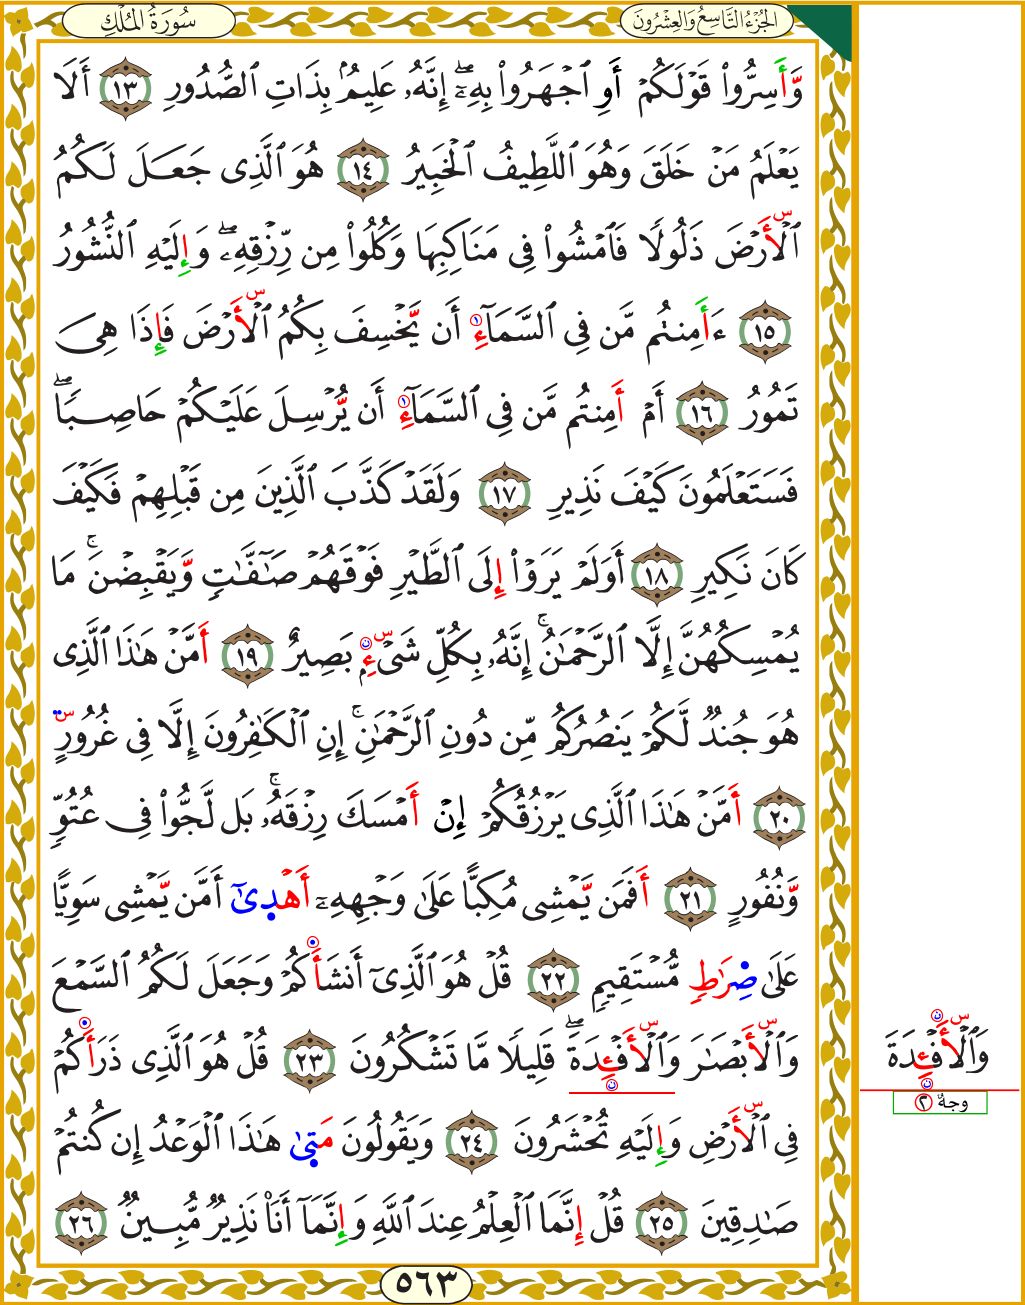 سُورَةُ المُلْكِ
الجُزْءُ التَّاسِعُ وَالعِشْرُونَ
وَّأَسِرُّوا۟ قَوْلَكُمْ أَوِ ٱجْهَرُوا۟ بِهِۦٓۖ إِنَّهُۥ عَلِيمُۢ بِذَاتِ ٱلصُّدُورِ ١٣ أَلَا
يَعْلَمُ مَنْ خَلَقَ وَهُوَ ٱللَّطِيفُ ٱلْخَبِيرُ ١٤ هُوَ ٱلَّذِى جَعَلَ لَكُمُ
ٱلْأَرْضَ ذَلُولًا فَٱمْشُوا۟ فِى مَنَاكِبِهَا وَكُلُوا۟ مِن رِّزْقِهِۦۖ وَإِلَيْهِ ٱلنُّشُورُ
١٥ ءَأَمِنتُم مَّن فِى ٱلسَّمَآءِ أَن يَّخْسِفَ بِكُمُ ٱلْأَرْضَ فَإِذَا هِىَ
تَمُورُ ١٦ أَمْ أَمِنتُم مَّن فِى ٱلسَّمَآءِ أَن يُّرْسِلَ عَلَيْكُمْ حَاصِبًاۖ
فَسَتَعْلَمُونَ كَيْفَ نَذِيرِ ١٧ وَلَقَدْ كَذَّبَ ٱلَّذِينَ مِن قَبْلِهِمْ فَكَيْفَ
كَانَ نَكِيرِ ١٨ أَوَلَمْ يَرَوْا۟ إِلَى ٱلطَّيْرِ فَوْقَهُمْ صَٰٓفَّٰتٍ وَّيَقْبِضْنَۚ مَا
يُمْسِكُهُنَّ إِلَّا ٱلرَّحْمَٰنُۚ إِنَّهُۥ بِكُلِّ شَىْءٍ بَصِيرٌ ١٩ أَمَّنْ هَٰذَا ٱلَّذِى
هُوَ جُندٌ لَّكُمْ يَنصُرُكُم مِّن دُونِ ٱلرَّحْمَٰنِۚ إِنِ ٱلْكَٰفِرُونَ إِلَّا فِى غُرُورٍ
٢٠ أَمَّنْ هَٰذَا ٱلَّذِى يَرْزُقُكُمْ إِنْ أَمْسَكَ رِزْقَهُۥۚ بَل لَّجُّوا۟ فِى عُتُوٍّ
وَّنُفُورٍ ٢١ أَفَمَن يَّمْشِى مُكِبًّا عَلَىٰ وَجْهِهِۦٓ أَهْدِىٰٓ أَمَّن يَّمْشِى سَوِيًّا
عَلَىٰ صِرَٰطٍ مُّسْتَقِيمٍ ٢٢ قُلْ هُوَ ٱلَّذِىٓ أَنشَأَكُمْ وَجَعَلَ لَكُمُ ٱلسَّمْعَ
وَٱلْأَبْصَٰرَ وَٱلْأَفْـِٔدَةَۖ قَلِيلًا مَّا تَشْكُرُونَ ٢٣ قُلْ هُوَ ٱلَّذِى ذَرَأَكُمْ
فِى ٱلْأَرْضِ وَإِلَيْهِ تُحْشَرُونَ ٢٤ وَيَقُولُونَ مَتِىٰ هَٰذَا ٱلْوَعْدُ إِن كُنتُمْ
صَٰدِقِينَ ٢٥ قُلْ إِنَّمَا ٱلْعِلْمُ عِندَ ٱللَّهِ وَإِنَّمَآ أَنَا۠ نَذِيرٌ مُّبِينٌ ٢٦
٥٦٣
وَٱلْأَفْـِٔدَةَ
وجهٌ ٢